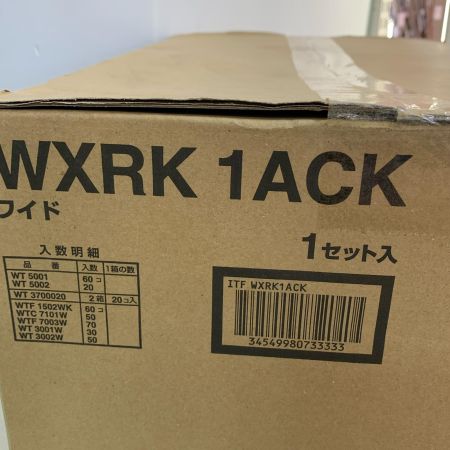 WXRK 1ACK
ワイド
1セット入
入数明細
品番 入数 1箱の数
WT 5001 60コ
WT 5002 20
WT 3700020 2箱 20コ入
WTF 1502WK 60コ
WTC 7101W 50
WTF 7003W 70
WT 3001W 30
WT 3002W 50
ITF WXRK1ACK
34549980733333